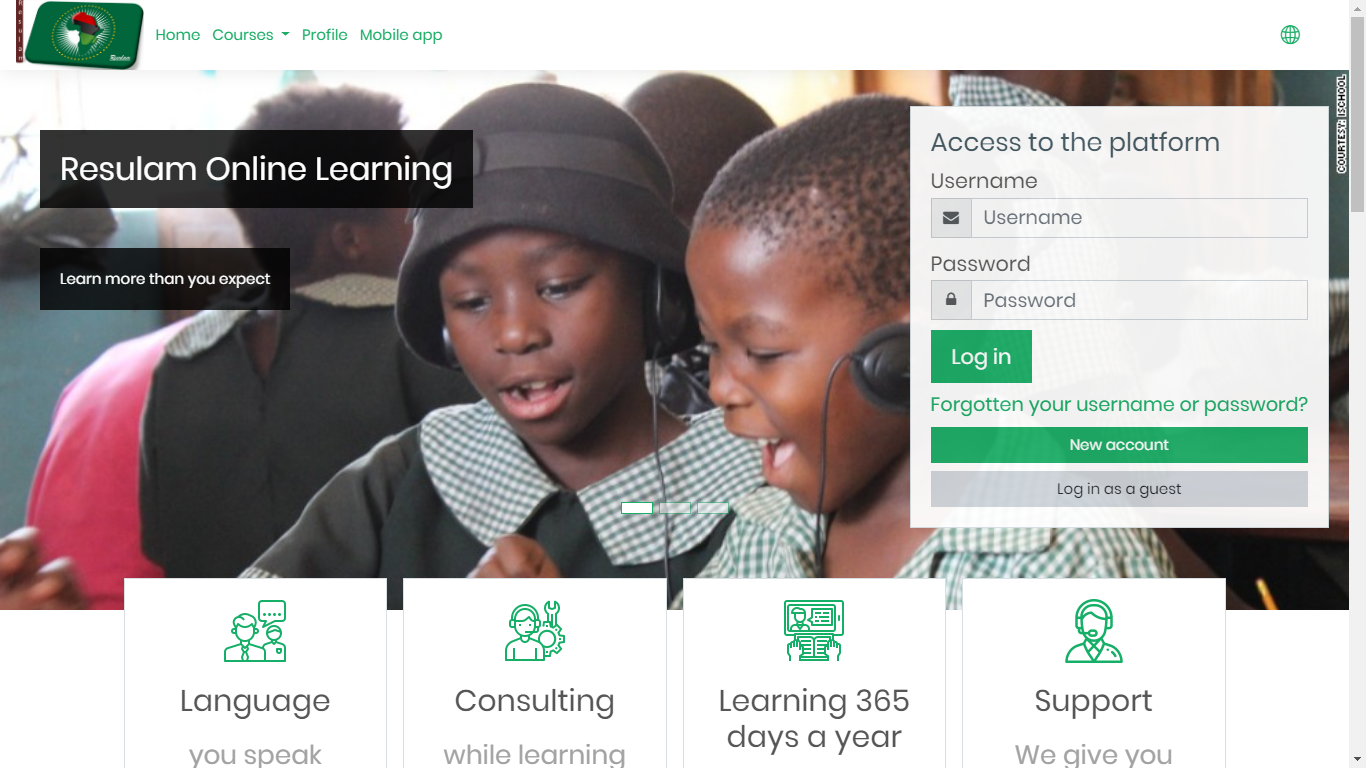 Resulam
Resulam
Home Courses Profile Mobile app
COURTESY: ISCHOOL
Resulam Online Learning
Learn more than you expect
Access to the platform
Username
Username
Password
Password
Log in
Forgotten your username or password?
New account
Log in as a guest
Language
you speak
Consulting
while learning
Learning 365
days a year
Support
We give you